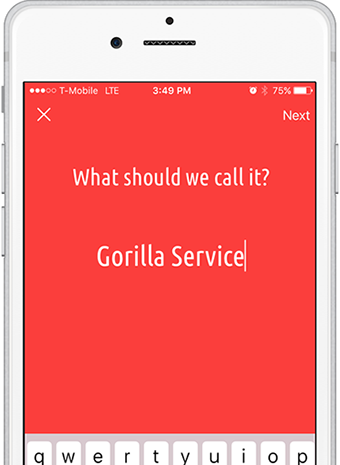 T-Mobile LTE 3:49 PM 75%
Next
What should we call it?
Gorilla Service
q w e r t y u i o p